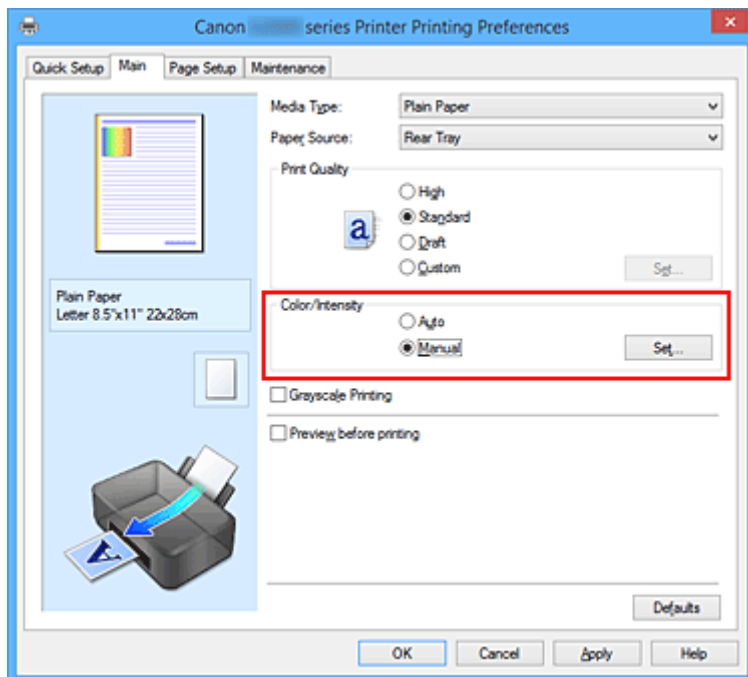 Canon series Printer Printing Preferences
Quick Setup Main Page Setup Maintenance
Media Type: Plain Paper
Paper Source: Rear Tray
Print Quality
High
a Standard
Draft
Custom Set...
Plain Paper
Letter 8.5"x11" 22x28cm
Color/Intensity
Auto
Manual Set...
Grayscale Printing
Preview before printing
A
Defaults
OK Cancel Apply Help